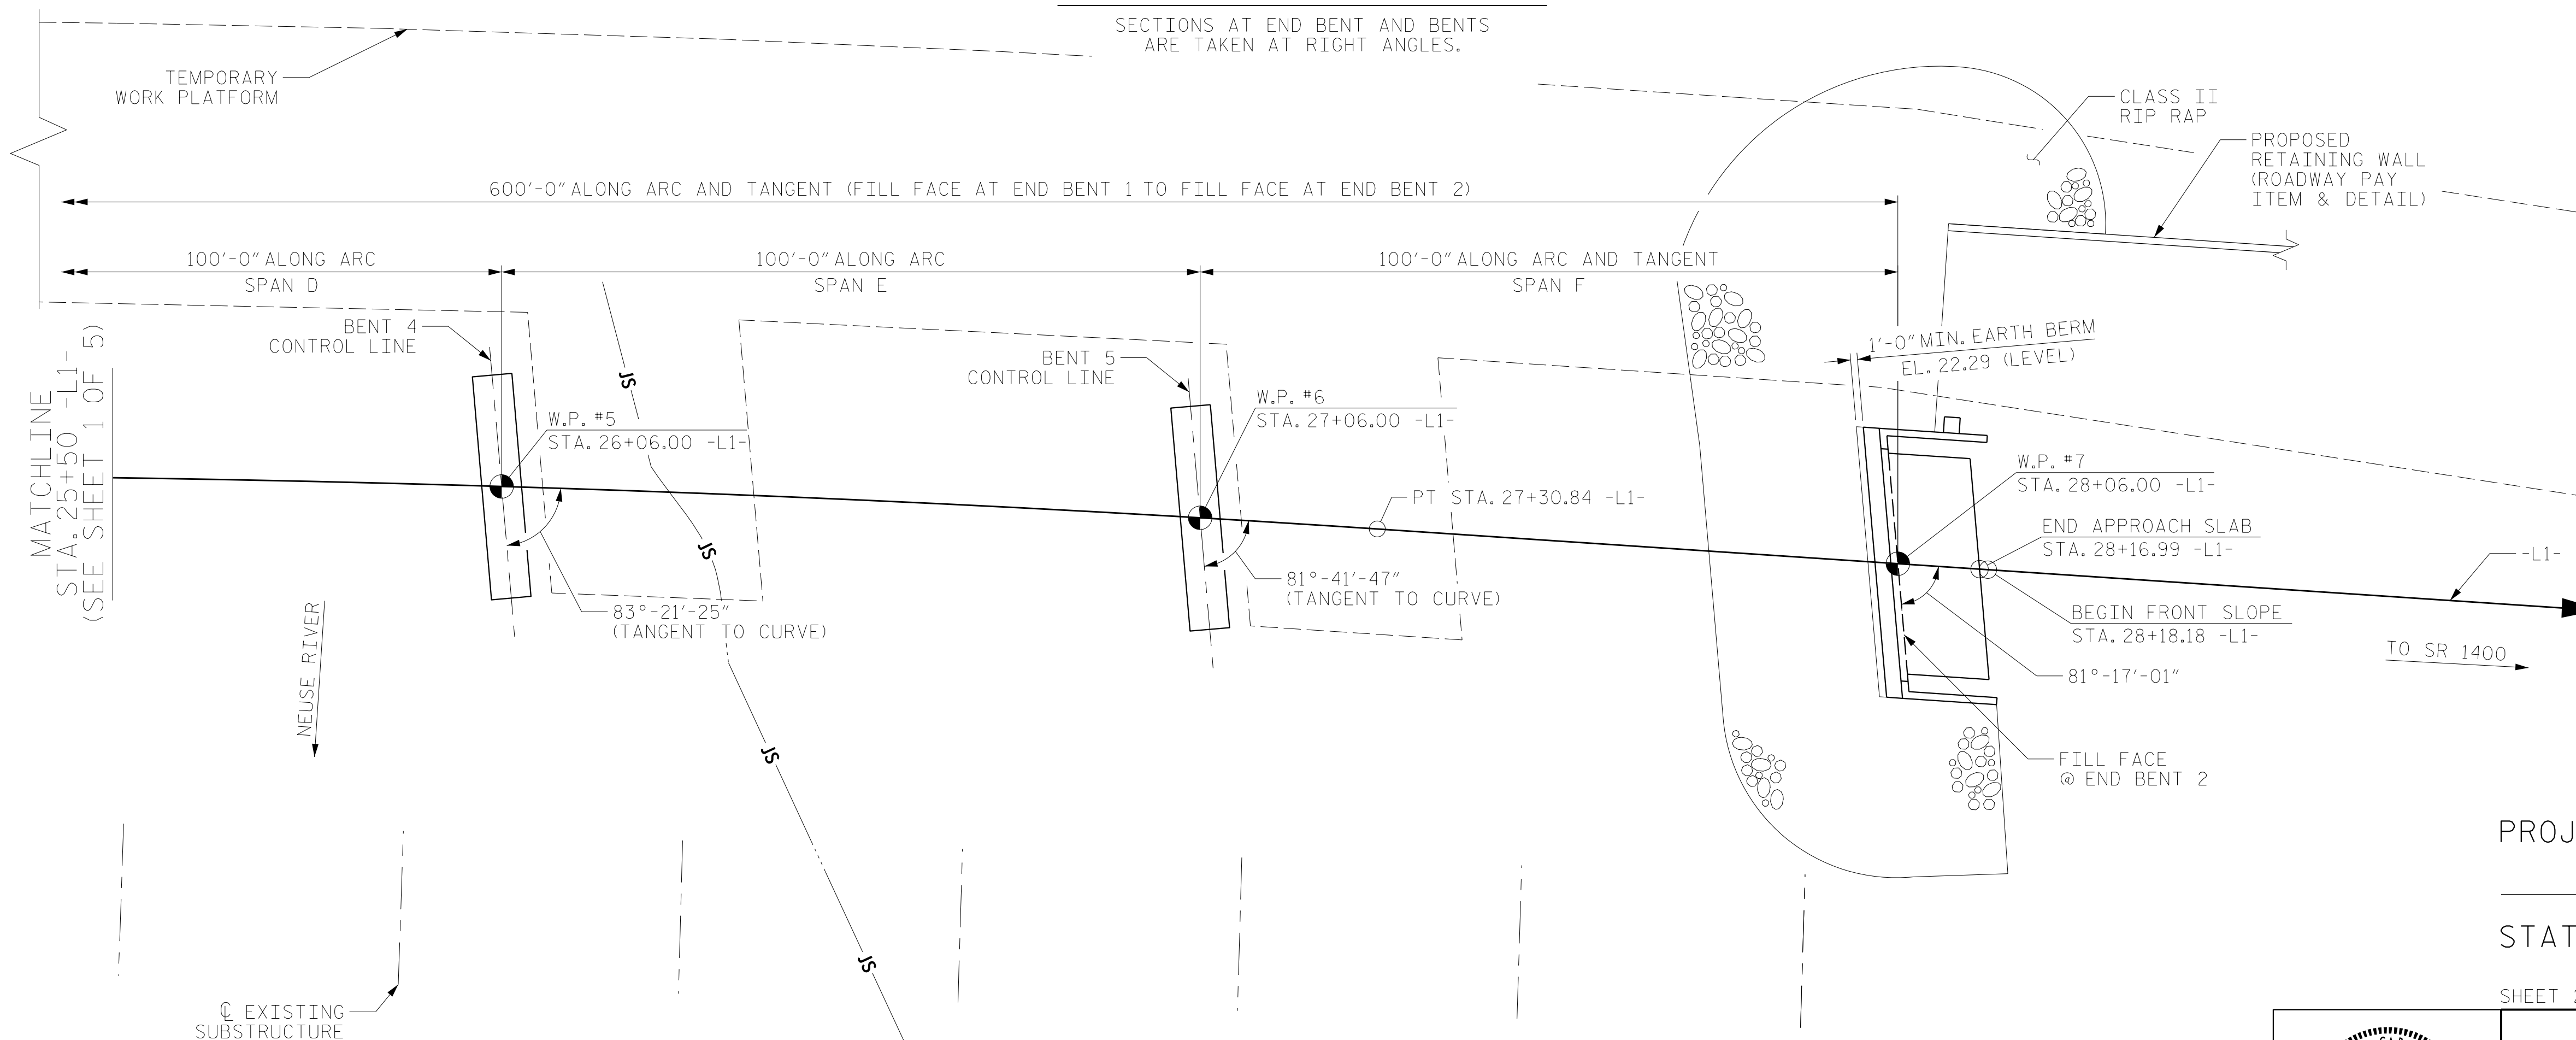 SECTIONS AT END BENT AND BENTS
ARE TAKEN AT RIGHT ANGLES.
TEMPORARY
WORK PLATFORM
CLASS II
RIP RAP
PROPOSED
RETAINING WALL
(ROADWAY PAY
ITEM & DETAIL)
600'-0" ALONG ARC AND TANGENT (FILL FACE AT END BENT 1 TO FILL FACE AT END BENT 2)
100'-0" ALONG ARC
SPAN D
100'-0" ALONG ARC
SPAN E
100'-0" ALONG ARC AND TANGENT
SPAN F
MATCHLINE
STA. 25+50 -L1-
(SEE SHEET 1 OF 5)
BENT 4
CONTROL LINE
JS
BENT 5
CONTROL LINE
1'-0" MIN. EARTH BERM
EL. 22.29 (LEVEL)
W.P. #5
STA. 26+06.00 -L1-
W.P. #6
STA. 27+06.00 -L1-
PT STA. 27+30.84 -L1-
W.P. #7
STA. 28+06.00 -L1-
END APPROACH SLAB
STA. 28+16.99 -L1-
-L1-
JS
83°-21'-25"
(TANGENT TO CURVE)
81°-41'-47"
(TANGENT TO CURVE)
BEGIN FRONT SLOPE
STA. 28+18.18 -L1-
TO SR 1400
81°-17'-01"
NEUSE RIVER
JS
FILL FACE
@ END BENT 2
PROJ
STAT
JS
SHEET 2
℄ EXISTING
SUBSTRUCTURE